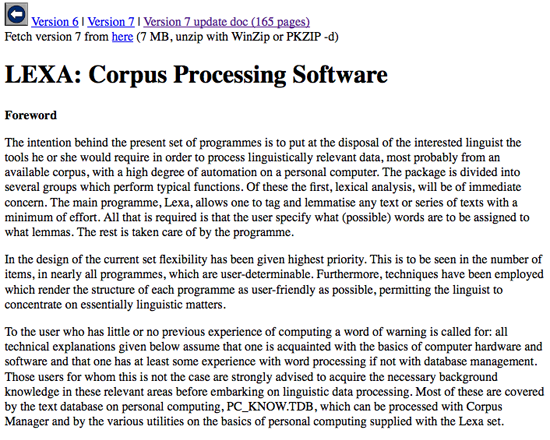 Version 6 | Version 7 | Version 7 update doc (165 pages)
Fetch version 7 from here (7 MB, unzip with WinZip or PKZIP -d)
LEXA: Corpus Processing Software
Foreword
The intention behind the present set of programmes is to put at the disposal of the interested linguist the
tools he or she would require in order to process linguistically relevant data, most probably from an
available corpus, with a high degree of automation on a personal computer. The package is divided into
several groups which perform typical functions. Of these the first, lexical analysis, will be of immediate
concern. The main programme, Lexa, allows one to tag and lemmatise any text or series of texts with a
minimum of effort. All that is required is that the user specify what (possible) words are to be assigned to
what lemmas. The rest is taken care of by the programme.
In the design of the current set flexibility has been given highest priority. This is to be seen in the number of
items, in nearly all programmes, which are user-determinable. Furthermore, techniques have been employed
which render the structure of each programme as user-friendly as possible, permitting the linguist to
concentrate on essentially linguistic matters.
To the user who has little or no previous experience of computing a word of warning is called for: all
technical explanations given below assume that one is acquainted with the basics of computer hardware and
software and that one has at least some experience with word processing if not with database management.
Those users for whom this is not the case are strongly advised to acquire the necessary background
knowledge in these relevant areas before embarking on linguistic data processing. Most of these are covered
by the text database on personal computing, PC_KNOW.TDB, which can be processed with Corpus
Manager and by the various utilities on the basics of personal computing supplied with the Lexa set.